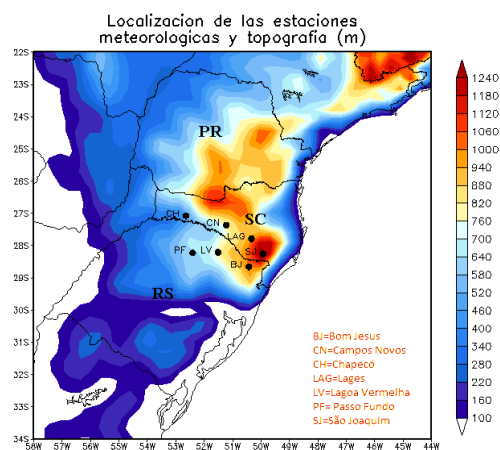 Localizacion de las estaciones
meteorologicas y topografia (m)
22S
23S
24S
25S
26S
27S
28S
29S
30S
31S
32S
33S
34S
58W 57W 56W 55W 54W 53W 52W 51W 50W 49W 48W 47W 46W 45W 44W
PR
SC
RS
CH
CN
LAG
PF
LV
SJ
BJ
BJ=Bom Jesus
CN=Campos Novos
CH=Chapecó
LAG=Lages
LV=Lagoa Vermelha
PF=Passo Fundo
SJ=São Joaquim
1240
1180
1120
1060
1000
940
880
820
760
700
640
580
520
460
400
340
280
220
160
100